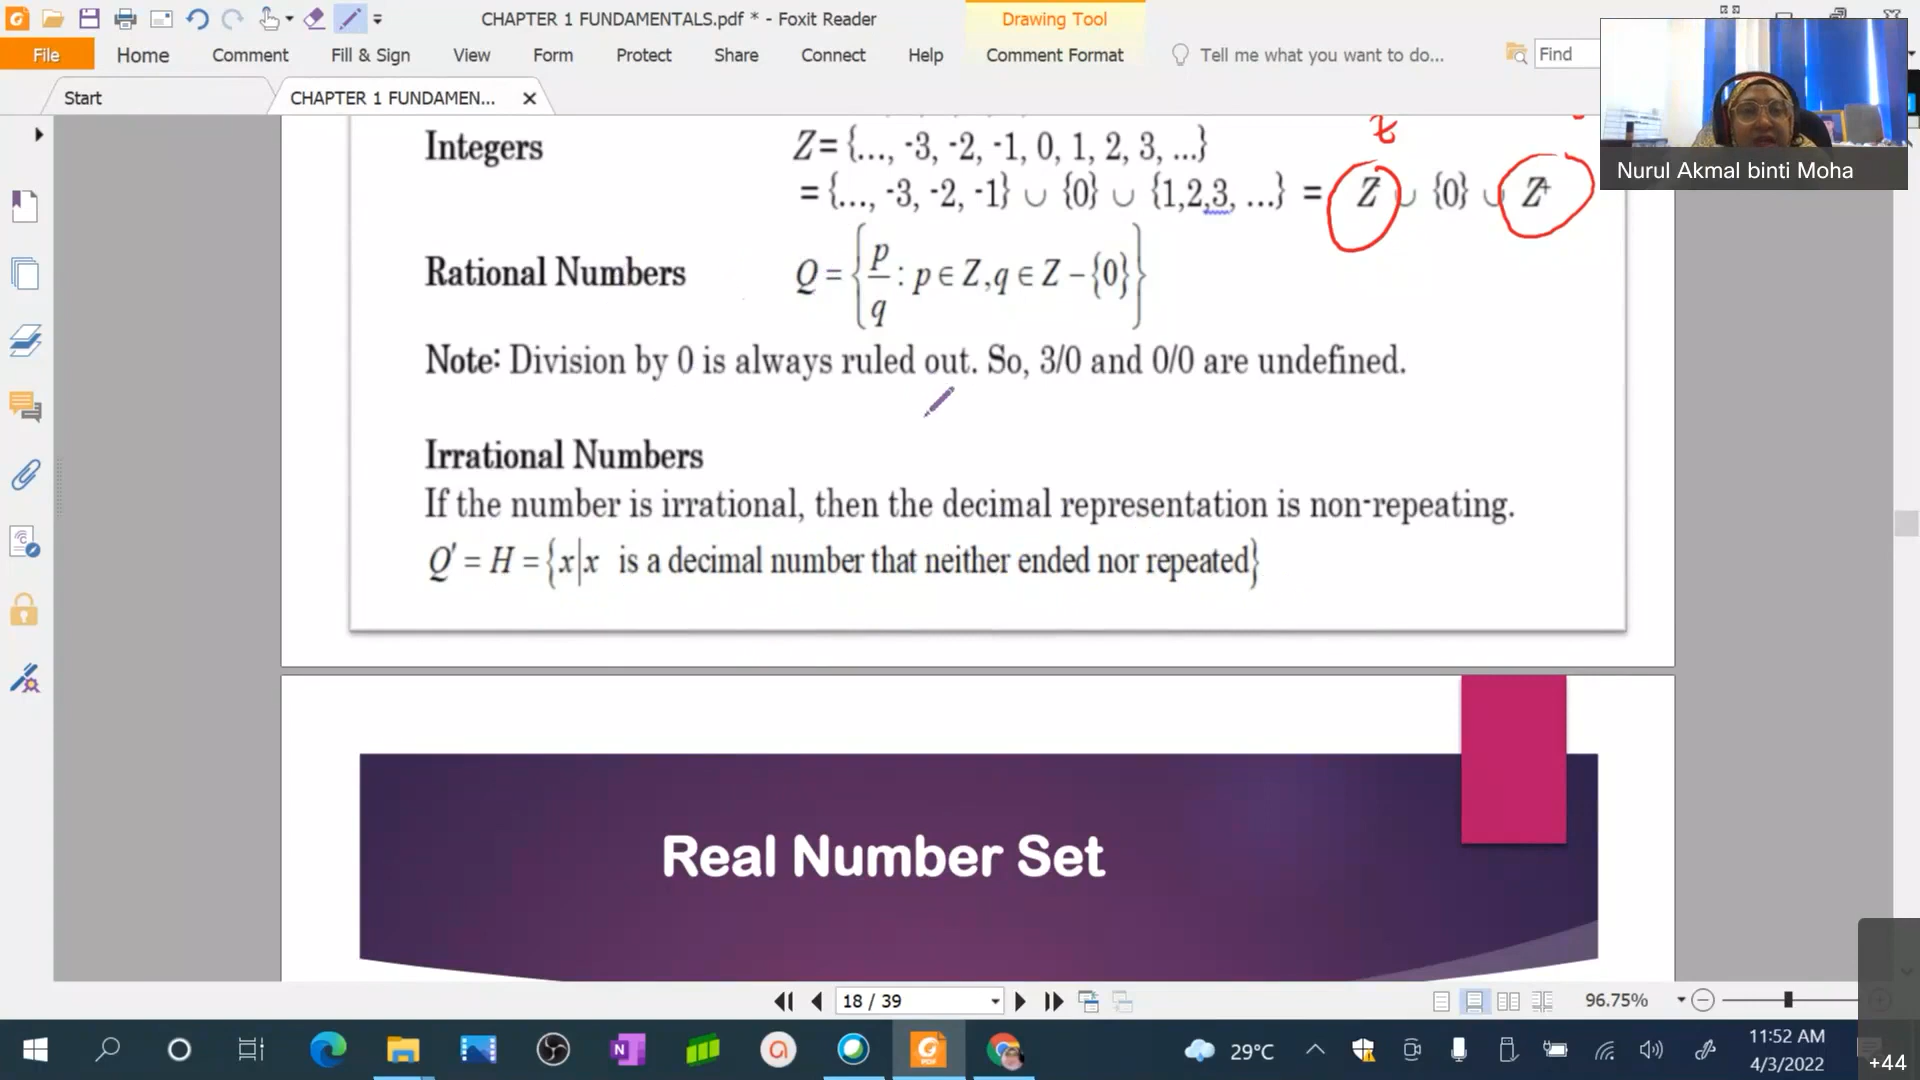 CHAPTER 1 FUNDAMENTALS.pdf * - Foxit Reader
Drawing Tool
File Home Comment Fill & Sign View Form Protect Share Connect Help Comment Format Tell me what you want to do... Find
Start CHAPTER 1 FUNDAMEN...
Nurul Akmal binti Moha
Integers Z = {..., -3, -2, -1, 0, 1, 2, 3, ...}
= {..., -3, -2, -1} ∪ {0} ∪ {1,2,3, ...} = Z ∪ {0} ∪ Z⁺
Rational Numbers Q = {p/q : p ∈ Z, q ∈ Z − {0}}
Note: Division by 0 is always ruled out. So, 3/0 and 0/0 are undefined.
Irrational Numbers
If the number is irrational, then the decimal representation is non-repeating.
Q' = H = {x|x is a decimal number that neither ended nor repeated}
Real Number Set
18 / 39
96.75%
29°C
11:52 AM
4/3/2022
+44